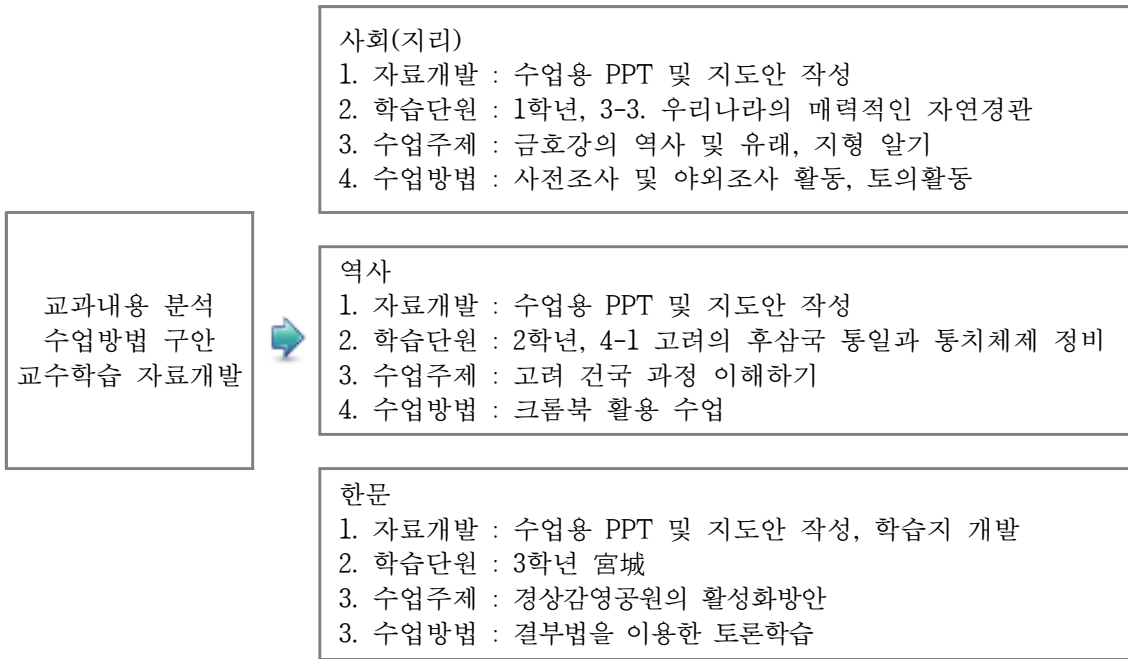 교과내용 분석
수업방법 구안
교수학습 자료개발
사회(지리)
1. 자료개발 : 수업용 PPT 및 지도안 작성
2. 학습단원 : 1학년, 3-3. 우리나라의 매력적인 자연경관
3. 수업주제 : 금호강의 역사 및 유래, 지형 알기
4. 수업방법 : 사전조사 및 야외조사 활동, 토의활동
역사
1. 자료개발 : 수업용 PPT 및 지도안 작성
2. 학습단원 : 2학년, 4-1 고려의 후삼국 통일과 통치체제 정비
3. 수업주제 : 고려 건국 과정 이해하기
4. 수업방법 : 크롬북 활용 수업
한문
1. 자료개발 : 수업용 PPT 및 지도안 작성, 학습지 개발
2. 학습단원 : 3학년 宮城
3. 수업주제 : 경상감영공원의 활성화방안
3. 수업방법 : 결부법을 이용한 토론학습